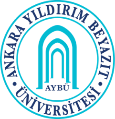 ANKARA YILDIRIM BEYAZIT
ÜNİVERSİTESİ
AYBÜ